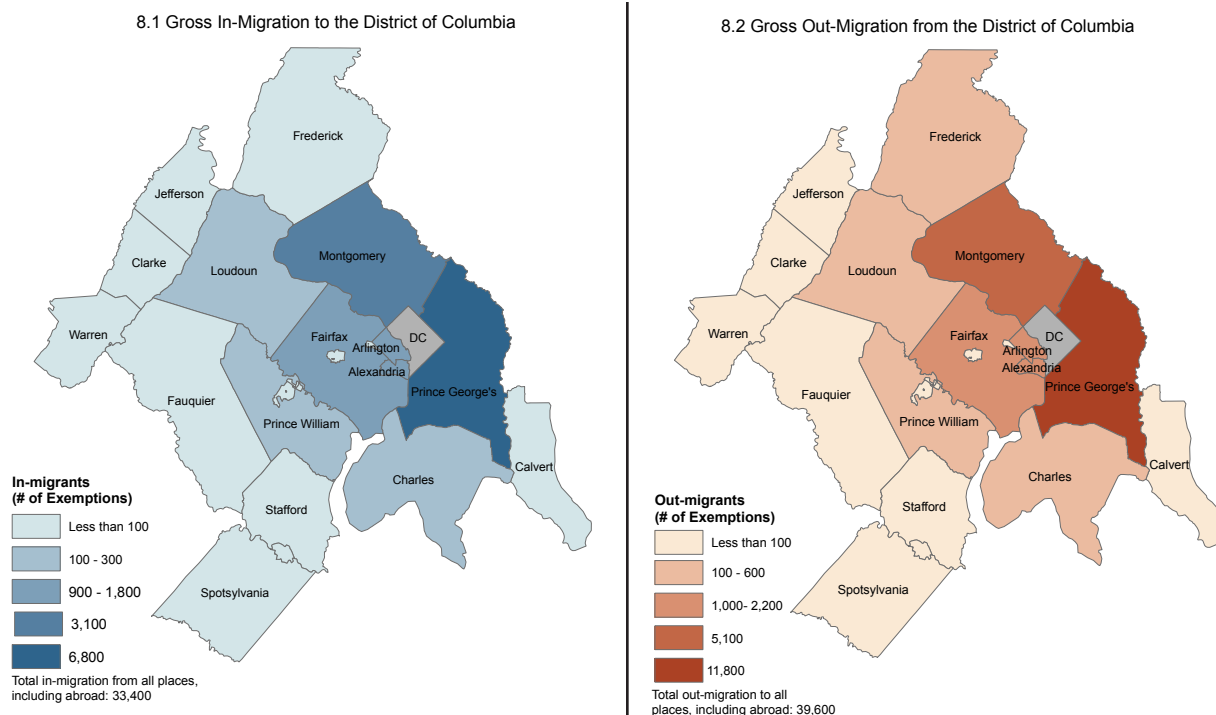 8.1 Gross In-Migration to the District of Columbia
Frederick
Jefferson
Clarke
Loudoun
Montgomery
Warren
Fairfax
Arlington
DC
Alexandria
Prince George's
Fauquier
Prince William
Calvert
Charles
Stafford
Spotsylvania
In-migrants
(# of Exemptions)
Less than 100
100 - 300
900 - 1,800
3,100
6,800
Total in-migration from all places,
including abroad: 33,400
8.2 Gross Out-Migration from the District of Columbia
Frederick
Jefferson
Clarke
Loudoun
Montgomery
Warren
Fairfax
Arlington
DC
Alexandria
Prince George's
Fauquier
Prince William
Calvert
Charles
Stafford
Spotsylvania
Out-migrants
(# of Exemptions)
Less than 100
100 - 600
1,000- 2,200
5,100
11,800
Total out-migration to all
places, including abroad: 39,600